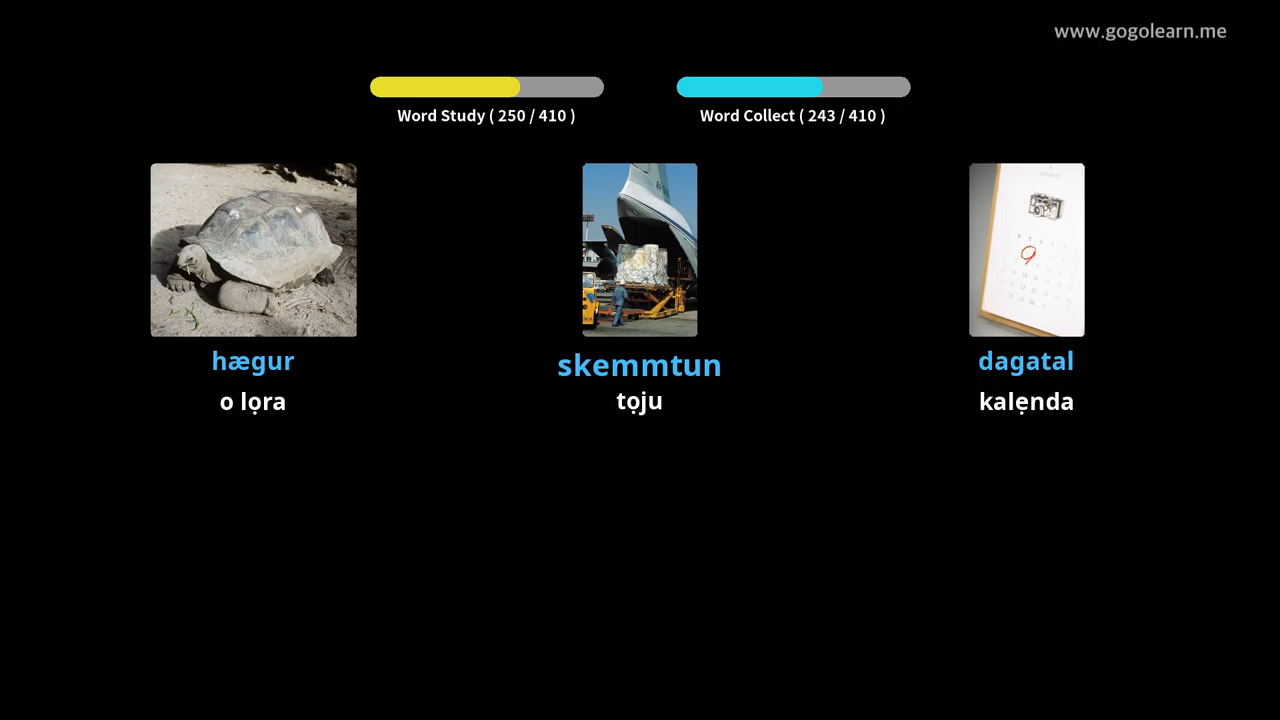 www.gogolearn.me
Word Study ( 250 / 410 )
Word Collect ( 243 / 410 )
hægur
skemmtun
dagatal
o lọra
tọju
kalẹnda